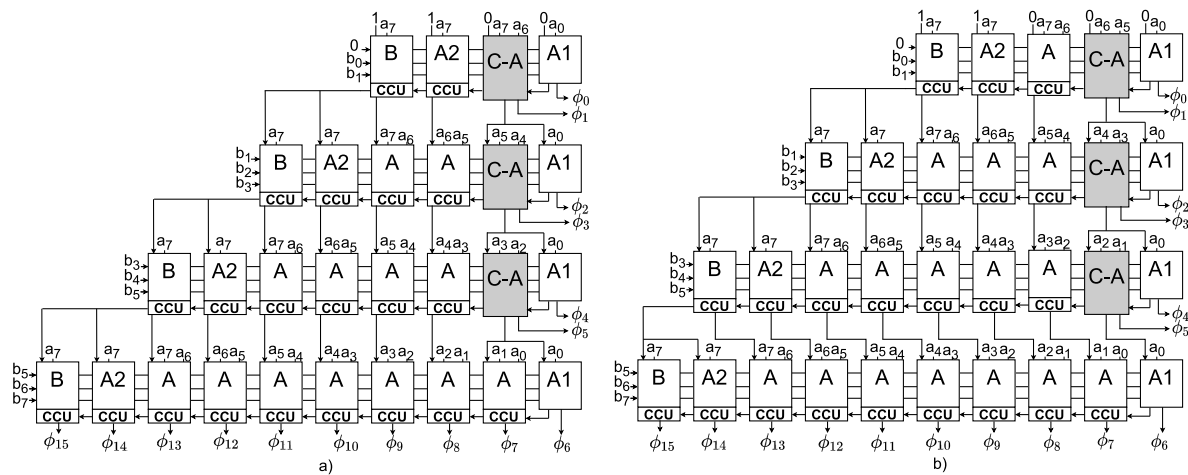 1 a7 1 a7 0 a7 a6 0 a0
0 b0 b1 B A2 C-A A1
CCU CCU
ϕ0
ϕ1
a7 a7 a7 a6 a6 a5 a5 a4 a0
b1 b2 b3 B A2 A A C-A A1
CCU CCU CCU CCU
ϕ2
ϕ3
a7 a7 a7 a6 a6 a5 a5 a4 a4 a3 a3 a2 a0
b3 b4 b5 B A2 A A A A C-A A1
CCU CCU CCU CCU CCU CCU
ϕ4
ϕ5
a7 a7 a7 a6 a6 a5 a5 a4 a4 a3 a3 a2 a2 a1 a1 a0 a0
b5 b6 b7 B A2 A A A A A A A A1
CCU CCU CCU CCU CCU CCU CCU CCU CCU
ϕ15 ϕ14 ϕ13 ϕ12 ϕ11 ϕ10 ϕ9 ϕ8 ϕ7 ϕ6
a)
1 a7 1 a7 0 a7 a6 0 a6 a5 0 a0
0 b0 b1 B A2 A C-A A1
CCU CCU CCU
ϕ0
ϕ1
a7 a7 a7 a6 a6 a5 a5 a4 a4 a3 a0
b1 b2 b3 B A2 A A A C-A A1
CCU CCU CCU CCU CCU
ϕ2
ϕ3
a7 a7 a7 a6 a6 a5 a5 a4 a4 a3 a3 a2 a2 a1 a0
b3 b4 b5 B A2 A A A A A C-A A1
CCU CCU CCU CCU CCU CCU CCU
ϕ4
ϕ5
a7 a7 a7 a6 a6 a5 a5 a4 a4 a3 a3 a2 a2 a1 a1 a0 a0
b5 b6 b7 B A2 A A A A A A A A1
CCU CCU CCU CCU CCU CCU CCU CCU CCU
ϕ15 ϕ14 ϕ13 ϕ12 ϕ11 ϕ10 ϕ9 ϕ8 ϕ7 ϕ6
b)